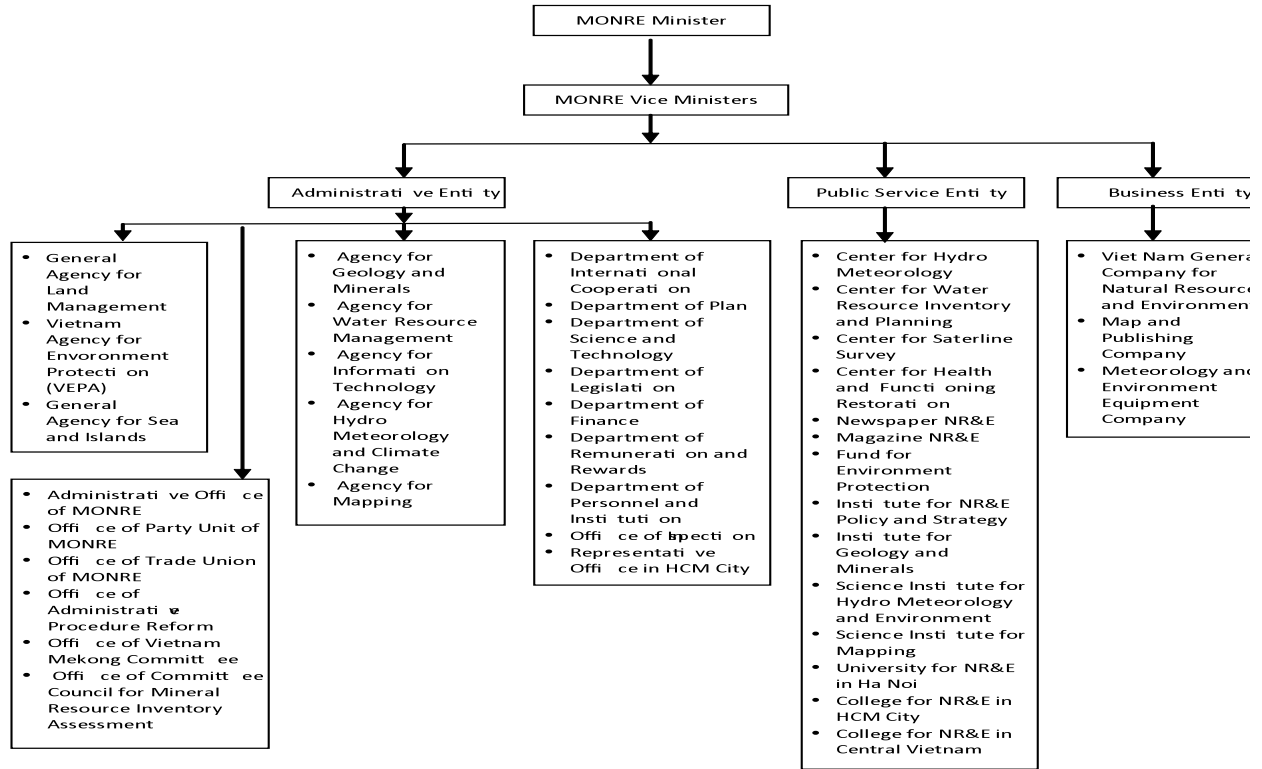 MONRE Minister
MONRE Vice Ministers
Administrati ve Enti ty
Public Service Enti ty
Business Entity
• General
Agency for
Land
Management
• Vietnam
Agency for
Envoronment
Protecti on
(VEPA)
• General
Agency for Sea
and Islands
• Administrati ve Offi ce
of MONRE
• Offi ce of Party Unit of
MONRE
• Offi ce of Trade Union
of MONRE
• Offi ce of
Administrati ve
Procedure Reform
• Offi ce of Vietnam
Mekong Committ ee
• Offi ce of Committ ee
Council for Mineral
Resource Inventory
Assessment
• Agency for
Geology and
Minerals
• Agency for
Water Resource
Management
• Agency for
Informati on
Technology
• Agency for
Hydro
Meteorology
and Climate
Change
• Agency for
Mapping
• Department of
Internati onal
Cooperati on
• Department of Plan
• Department of
Science and
Technology
• Department of
Legislati on
• Department of
Finance
• Department of
Remunerati on and
Rewards
• Department of
Personnel and
Insti tuti on
• Offi ce of Inspecti on
• Representati ve
Offi ce in HCM City
• Center for Hydro
Meteorology
• Center for Water
Resource Inventory
and Planning
• Center for Saterline
Survey
• Center for Health
and Functi oning
Restorati on
• Newspaper NR&E
• Magazine NR&E
• Fund for
Environment
Protection
• Insti tute for NR&E
Policy and Strategy
• Insti tute for
Geology and
Minerals
• Science Insti tute for
Hydro Meteorology
and Environment
• Science Insti tute for
Mapping
• University for NR&E
in Ha Noi
• College for NR&E in
HCM City
• College for NR&E in
Central Vietnam
• Viet Nam Genera
Company for
Natural Resource
and Environment
• Map and
Publishing
Company
• Meteorology and
Environment
Equipment
Company